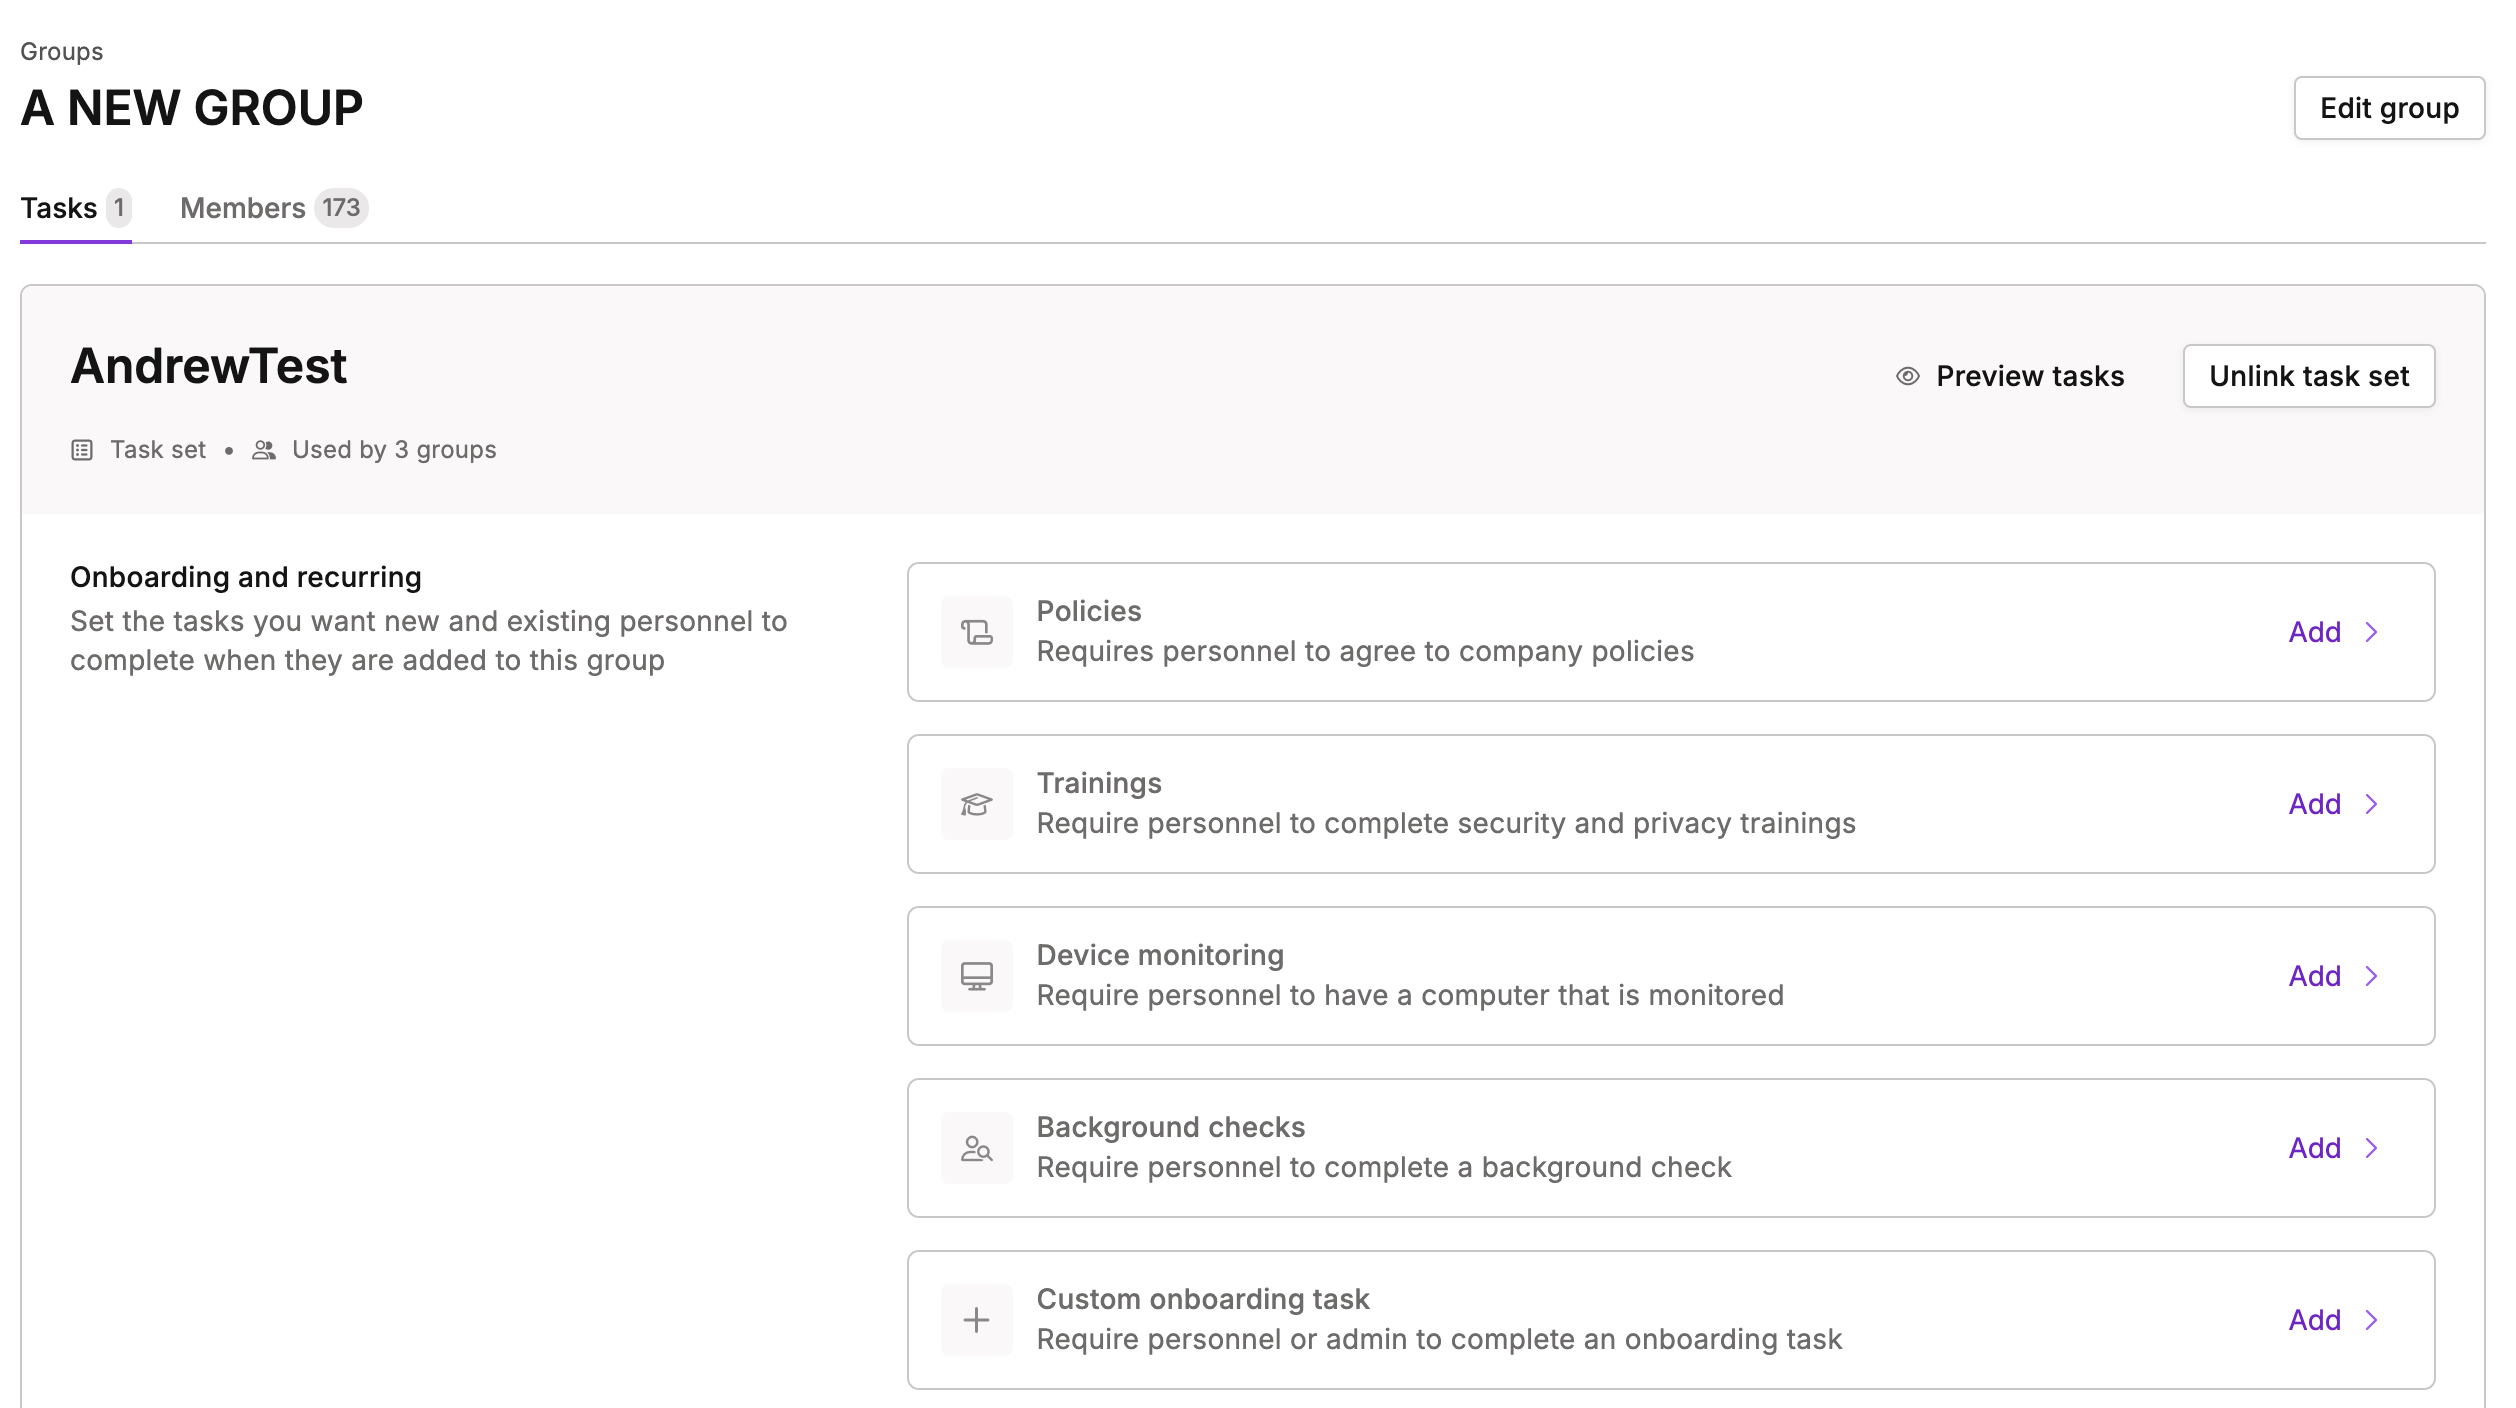 Groups
A NEW GROUP
Edit group
Tasks 1
Members 173
AndrewTest
Preview tasks
Unlink task set
Task set • Used by 3 groups
Onboarding and recurring
Set the tasks you want new and existing personnel to
complete when they are added to this group
Policies
Requires personnel to agree to company policies
Add
Trainings
Require personnel to complete security and privacy trainings
Add
Device monitoring
Require personnel to have a computer that is monitored
Add
Background checks
Require personnel to complete a background check
Add
Custom onboarding task
Require personnel or admin to complete an onboarding task
Add